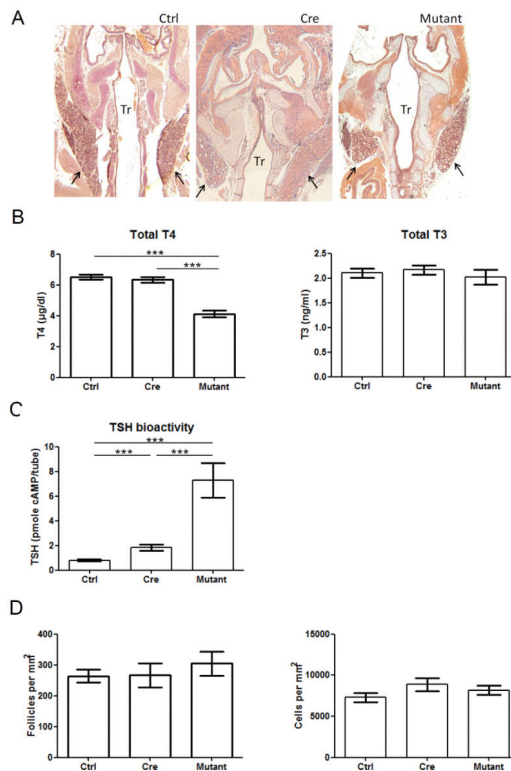 A
Ctrl
Cre
Mutant
Tr
Tr
Tr
B
Total T4
***
***
T4 (µg/dl)
8
6
4
2
0
Ctrl Cre Mutant
Total T3
T3 (ng/ml)
2.5
2.0
1.5
1.0
0.5
0.0
Ctrl Cre Mutant
C
TSH bioactivity
***
*** ***
TSH (pmole cAMP/tube)
10
8
6
4
2
0
Ctrl Cre Mutant
D
Follicles per mm²
400
300
200
100
0
Ctrl Cre Mutant
Cells per mm²
15000
10000
5000
0
Ctrl Cre Mutant